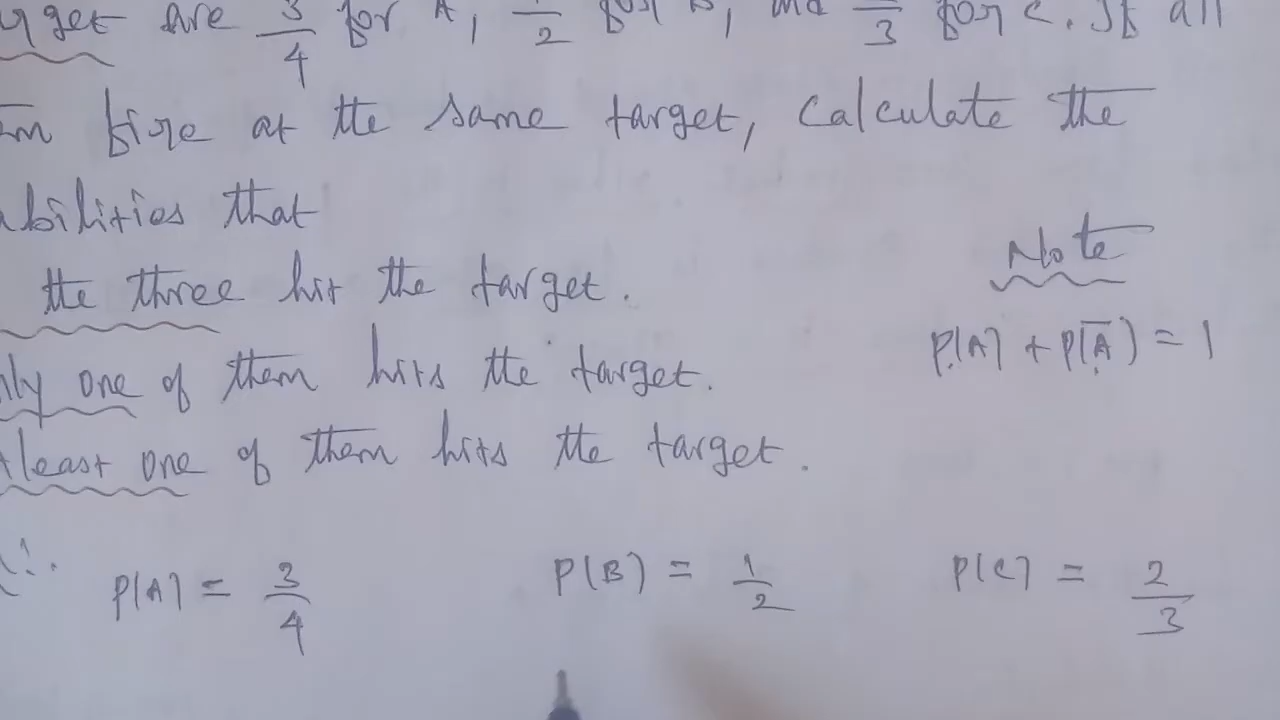 get are 3/4 for A, 1/2 for B, and /3 for C. If all
fire at the same target, calculate the
that
the three hit the target.
Note
one of them hits the target.
P(A) + P(A̅) = 1
least one of them hits the target.
P(A) = 3/4 P(B) = 1/2 P(C) = 2/3